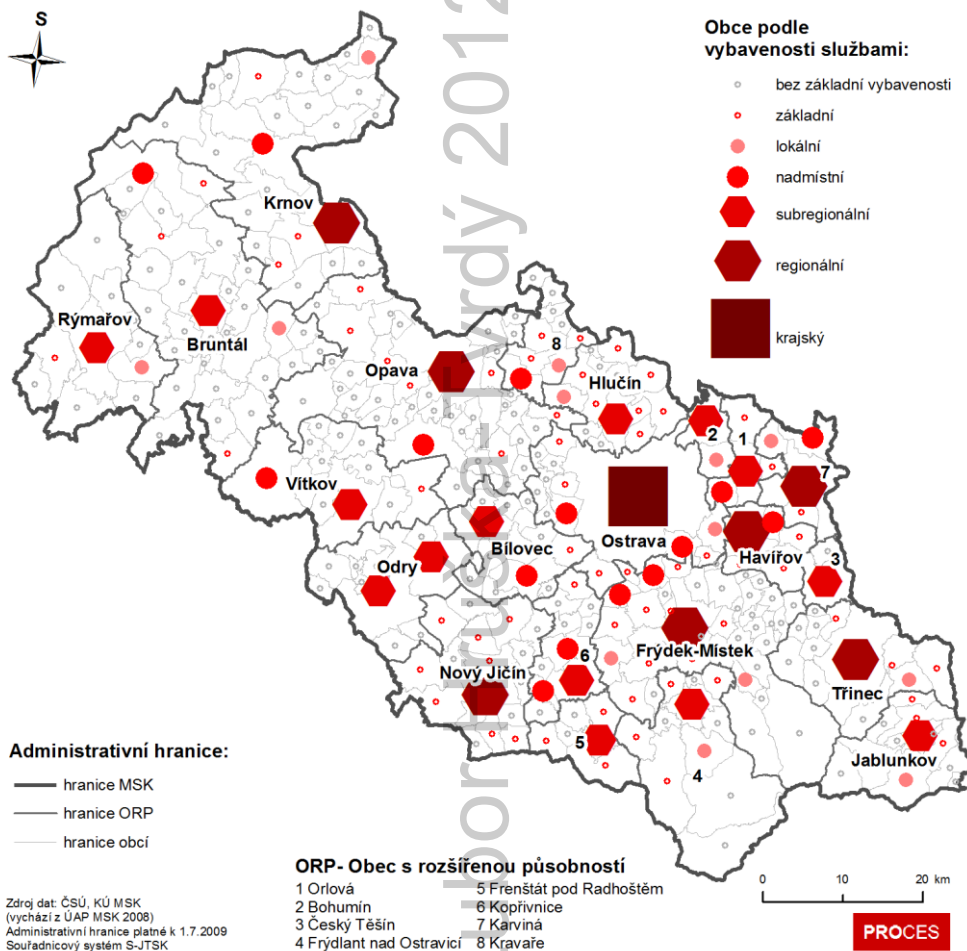 S
Obce podle
vybavenosti službami:
bez základní vybavenosti
základní
lokální
nadmístní
subregionální
regionální
krajský
Krnov
Rýmařov
Bruntál
Opava
8
Hlučín
2
1
7
Vítkov
Ostrava
Bílovec
Havířov
Odry
3
Frýdek-Místek
6
Nový Jičín
Třinec
5
4
Jablunkov
Administrativní hranice:
hranice MSK
hranice ORP
hranice obcí
ORP- Obec s rozšířenou působností
1 Orlová
2 Bohumín
3 Český Těšín
4 Frýdlant nad Ostravicí
5 Frenštát pod Radhoštěm
6 Kopřivnice
7 Karviná
8 Kravaře
0 10 20 km
Zdroj dat: ČSÚ, KÚ MSK
(vychází z ÚAP MSK 2008)
Administrativní hranice platné k 1.7.2009
Souřadnicový systém S-JTSK
PROCES